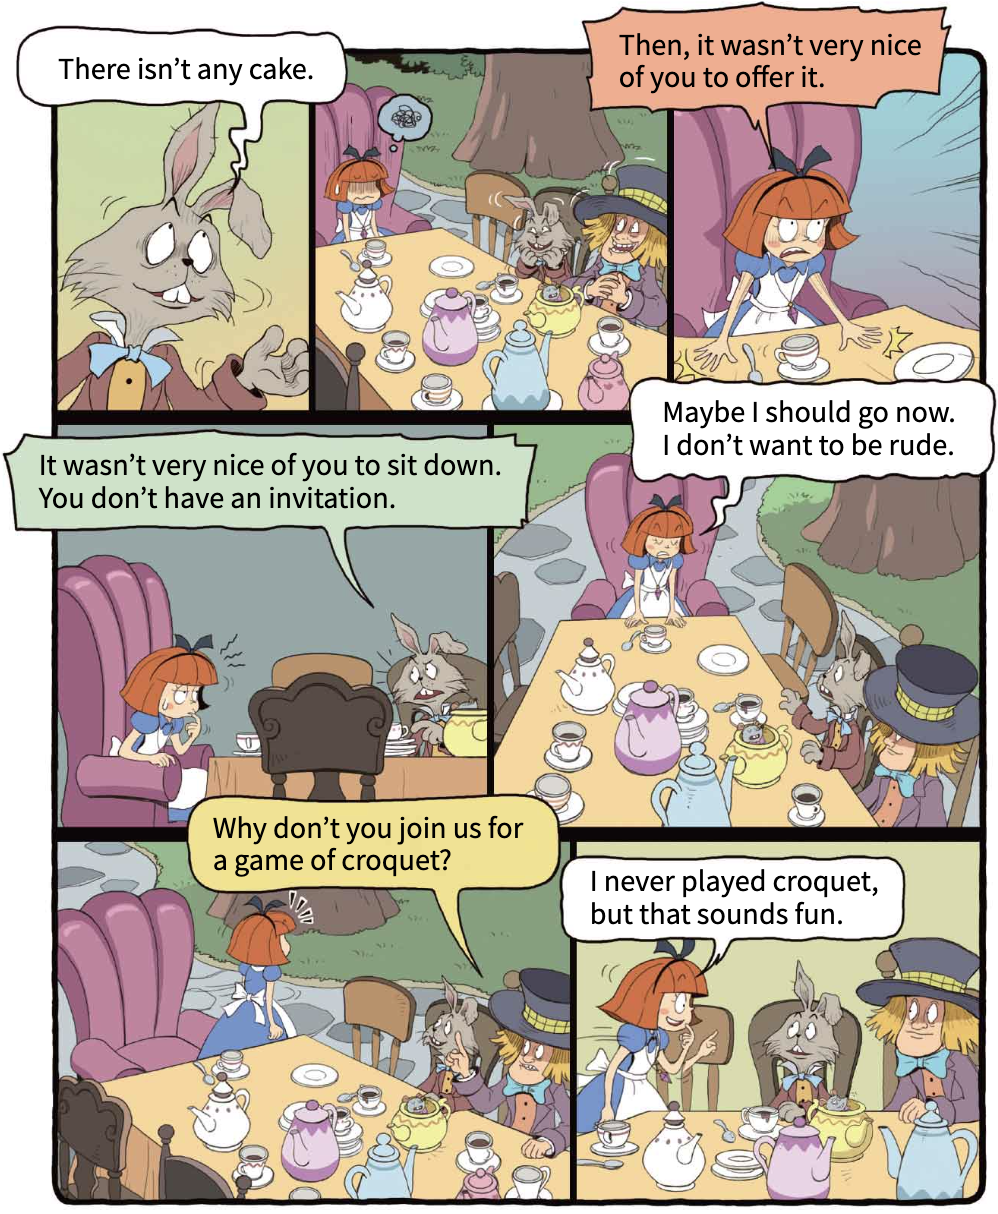 There isn’t any cake.
Then, it wasn’t very nice
of you to offer it.
It wasn’t very nice of you to sit down.
You don’t have an invitation.
Maybe I should go now.
I don’t want to be rude.
Why don’t you join us for
a game of croquet?
I never played croquet,
but that sounds fun.